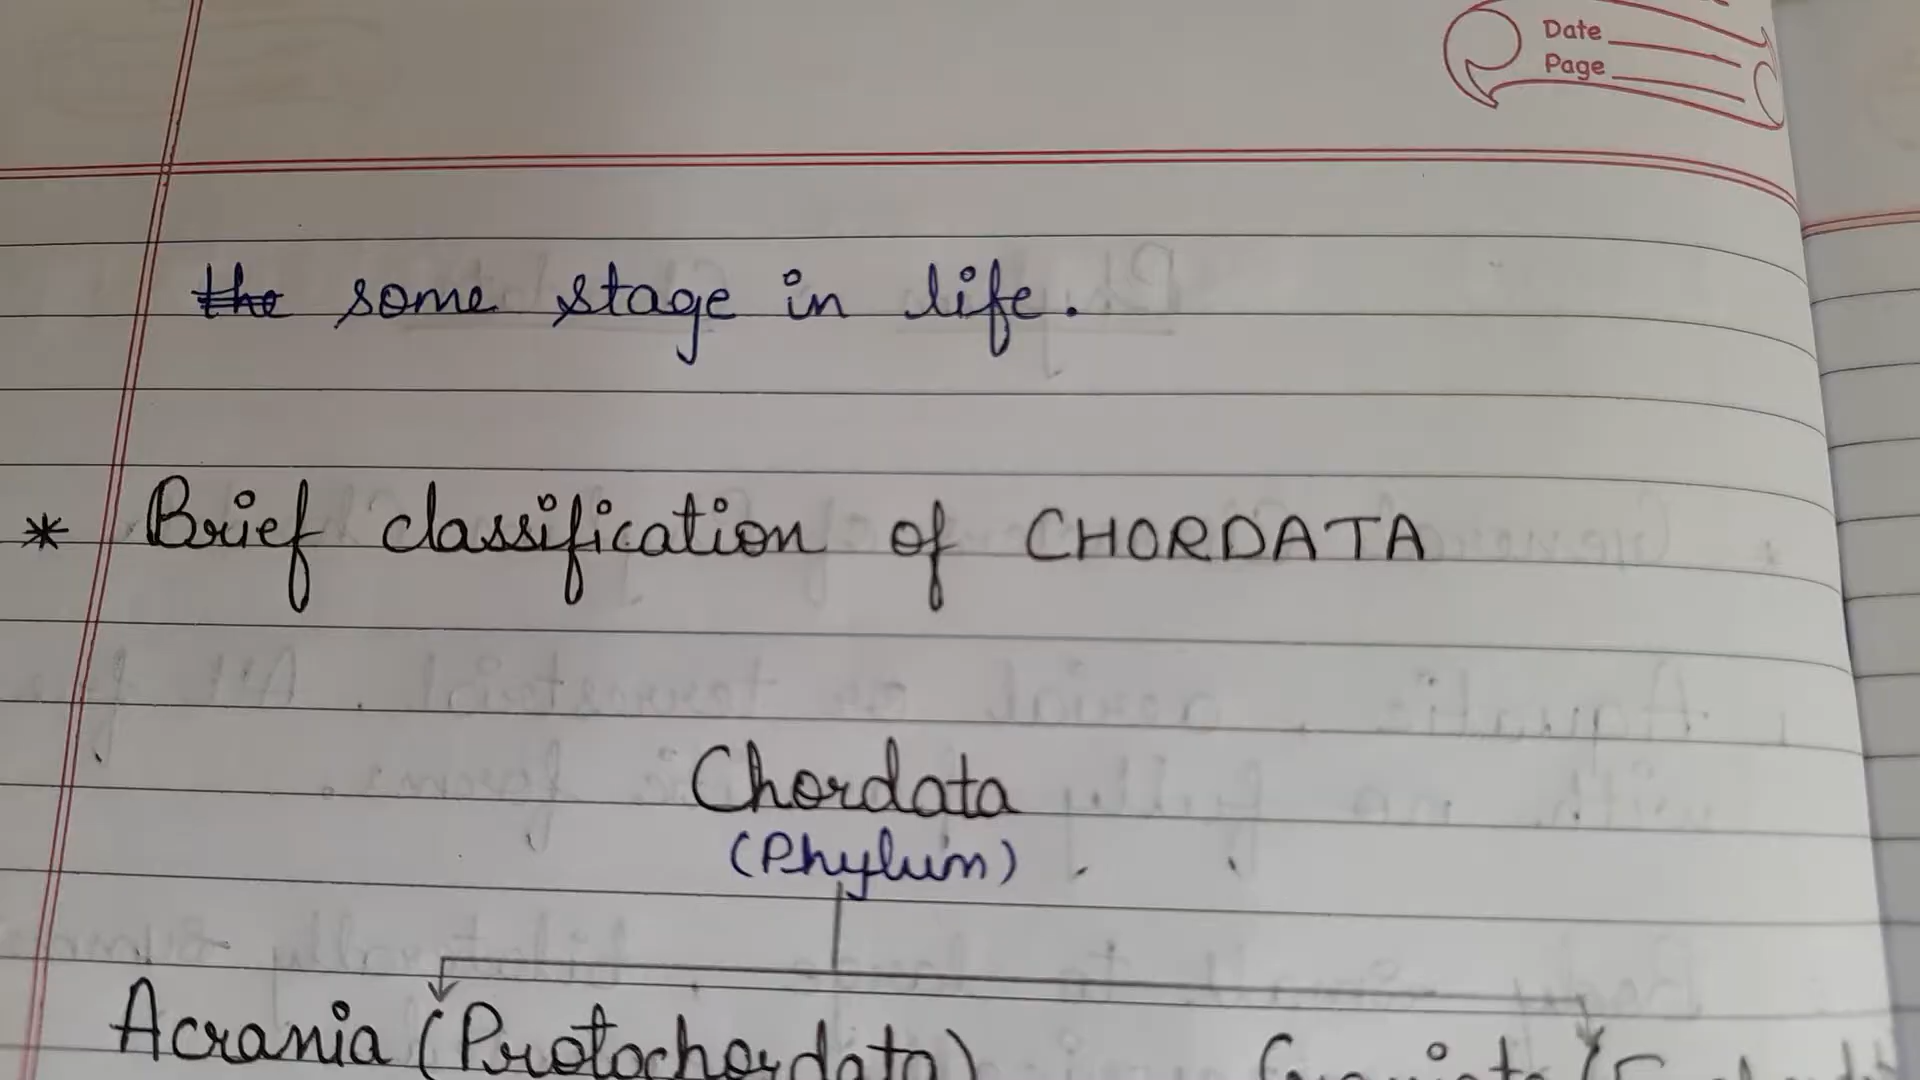 Date
Page
the some stage in life.
* Brief classification of CHORDATA
Chordata
(Phylum)
Acrania (Protochordata)